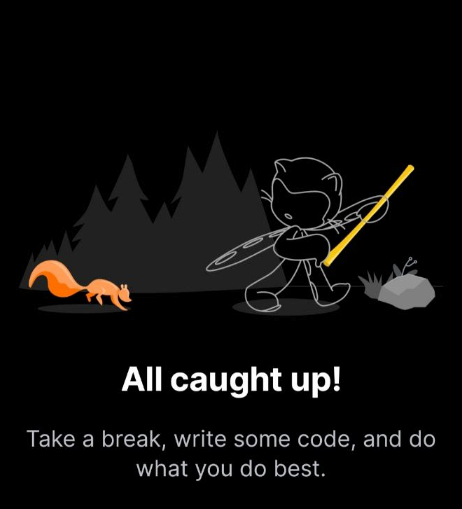 All caught up!
Take a break, write some code, and do
what you do best.